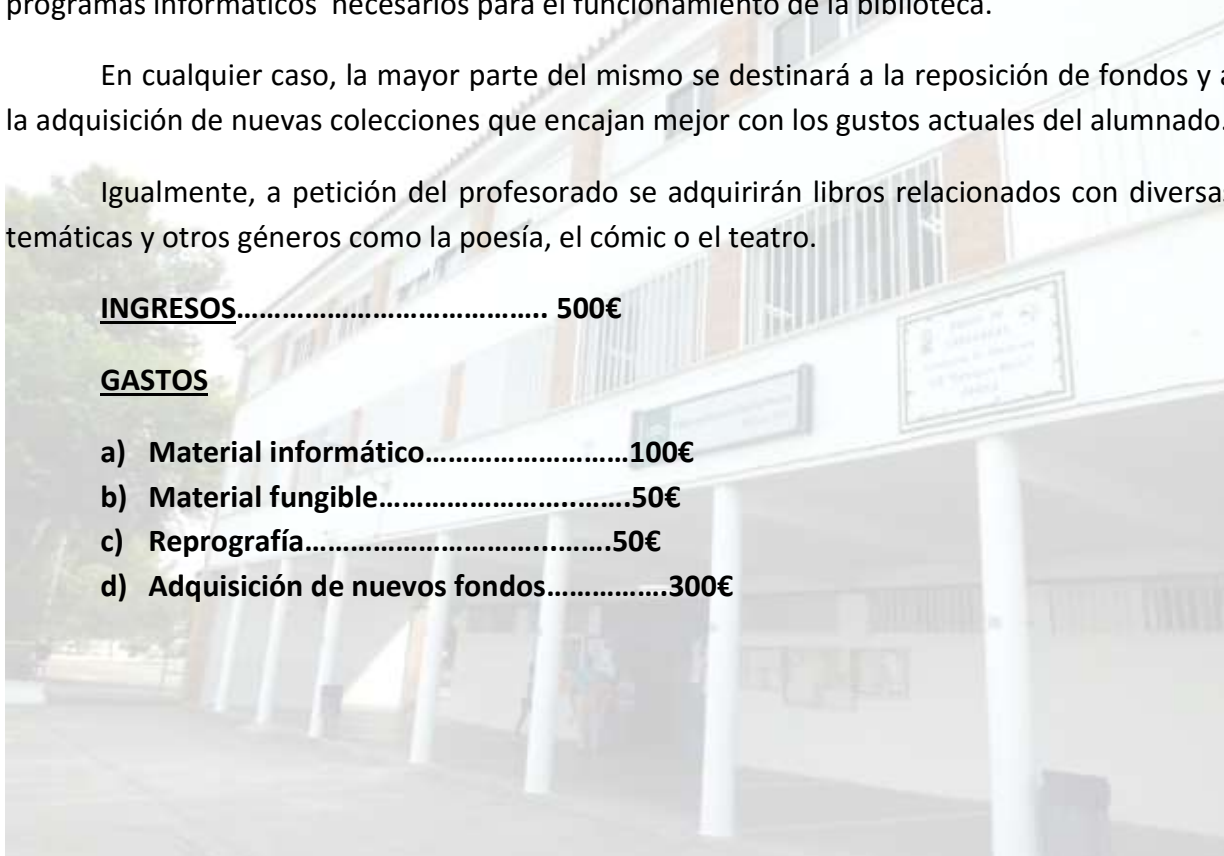 programas informáticos necesarios para el funcionamiento de la biblioteca.
En cualquier caso, la mayor parte del mismo se destinará a la reposición de fondos y a
la adquisición de nuevas colecciones que encajan mejor con los gustos actuales del alumnado.
Igualmente, a petición del profesorado se adquirirán libros relacionados con diversas
temáticas y otros géneros como la poesía, el cómic o el teatro.
INGRESOS……………………………….. 500€
GASTOS
a) Material informático………………………100€
b) Material fungible……………………..…….50€
c) Reprografía…………………………...…….50€
d) Adquisición de nuevos fondos…………….300€